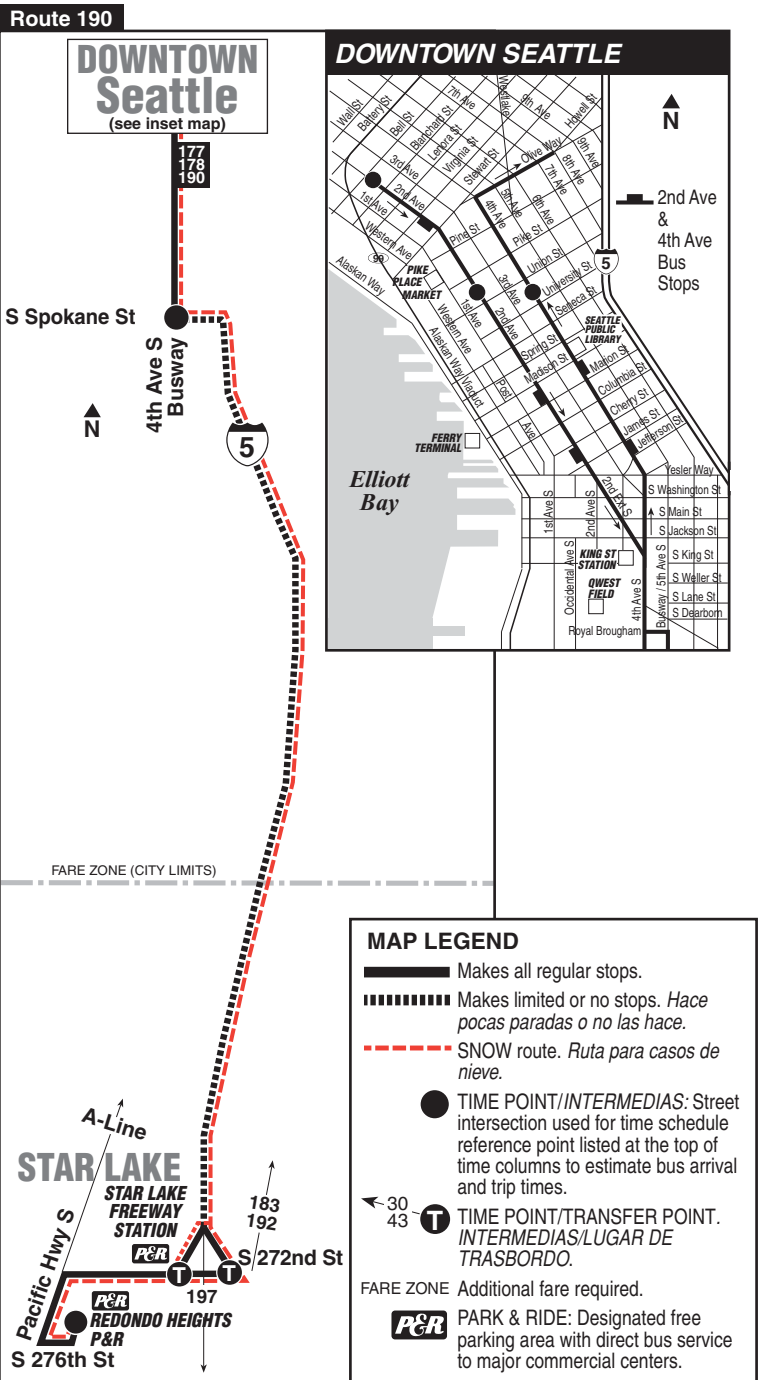 Route 190
DOWNTOWN
Seattle
(see inset map)
177
178
190
S Spokane St
4th Ave S
Busway
N
5
FARE ZONE (CITY LIMITS)
A-Line
STAR LAKE
STAR LAKE
FREEWAY
STATION
P&R
183
192
S 272nd St
T
T
197
Pacific Hwy S
P&R
REDONDO HEIGHTS
P&R
S 276th St
DOWNTOWN SEATTLE
N
2nd Ave
&
4th Ave
Bus
Stops
Wall St
Battery St
Bell St
Blanchard St
Lenora St
Virginia St
Stewart St
7th Ave
Westlake
9th Ave
Howell St
Olive Way
9th Ave
8th Ave
7th Ave
6th Ave
5th Ave
4th Ave
3rd Ave
2nd Ave
1st Ave
Western Ave
Alaskan Way
99
Pine St
Pike St
Union St
University St
Seneca St
5
PIKE
PLACE
MARKET
3rd Ave
2nd Ave
1st Ave
Western Ave
Alaskan Way Viaduct
SEATTLE
PUBLIC
LIBRARY
Spring St
Madison St
Marion St
Columbia St
Cherry St
James St
Jefferson St
Post
Ave
FERRY
TERMINAL
Elliott
Bay
Yesler Way
S Washington St
S Main St
S Jackson St
S King St
S Weller St
S Lane St
S Dearborn
1st Ave S
2nd Ave S
2nd Ext S
Occidental Ave S
KING ST
STATION
QWEST
FIELD
4th Ave S
Busway / 5th Ave S
Royal Brougham
MAP LEGEND
Makes all regular stops.
Makes limited or no stops. Hace
pocas paradas o no las hace.
SNOW route. Ruta para casos de
nieve.
TIME POINT/INTERMEDIAS: Street
intersection used for time schedule
reference point listed at the top of
time columns to estimate bus arrival
and trip times.
30
43
T
TIME POINT/TRANSFER POINT.
INTERMEDIAS/LUGAR DE
TRASBORDO.
FARE ZONE Additional fare required.
P&R
PARK & RIDE: Designated free
parking area with direct bus service
to major commercial centers.